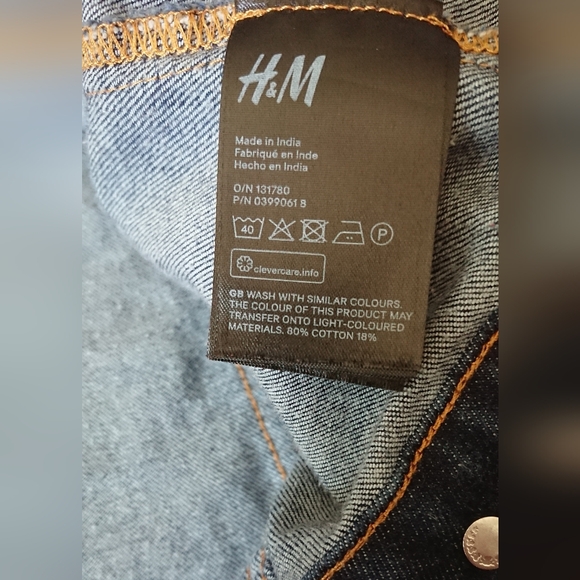 H&M
Made in India
Fabriqué en Inde
Hecho en India
O/N 131780
P/N 0399061 8
40 P
clevercare.info
GB WASH WITH SIMILAR COLOURS.
THE COLOUR OF THIS PRODUCT MAY
TRANSFER ONTO LIGHT-COLOURED
MATERIALS. 80% COTTON 18%